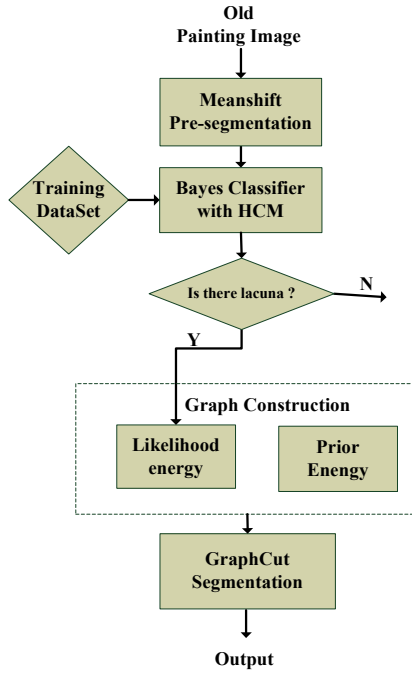 Old
Painting Image
Meanshift
Pre-segmentation
Training
DataSet
Bayes Classifier
with HCM
Is there lacuna ?
N
Y
Graph Construction
Likelihood
energy
Prior
Enengy
GraphCut
Segmentation
Output